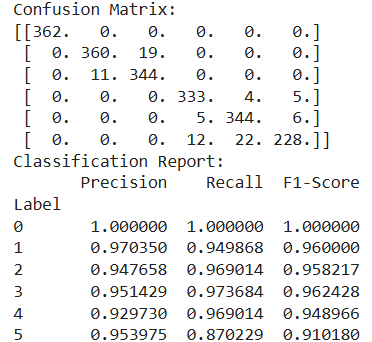 Confusion Matrix:
[[362. 0. 0. 0. 0. 0.]
[ 0. 360. 19. 0. 0. 0.]
[ 0. 11. 344. 0. 0. 0.]
[ 0. 0. 0. 333. 4. 5.]
[ 0. 0. 0. 5. 344. 6.]
[ 0. 0. 0. 12. 22. 228.]]
Classification Report:
Precision Recall F1-Score
Label
0 1.000000 1.000000 1.000000
1 0.970350 0.949868 0.960000
2 0.947658 0.969014 0.958217
3 0.951429 0.973684 0.962428
4 0.929730 0.969014 0.948966
5 0.953975 0.870229 0.910180